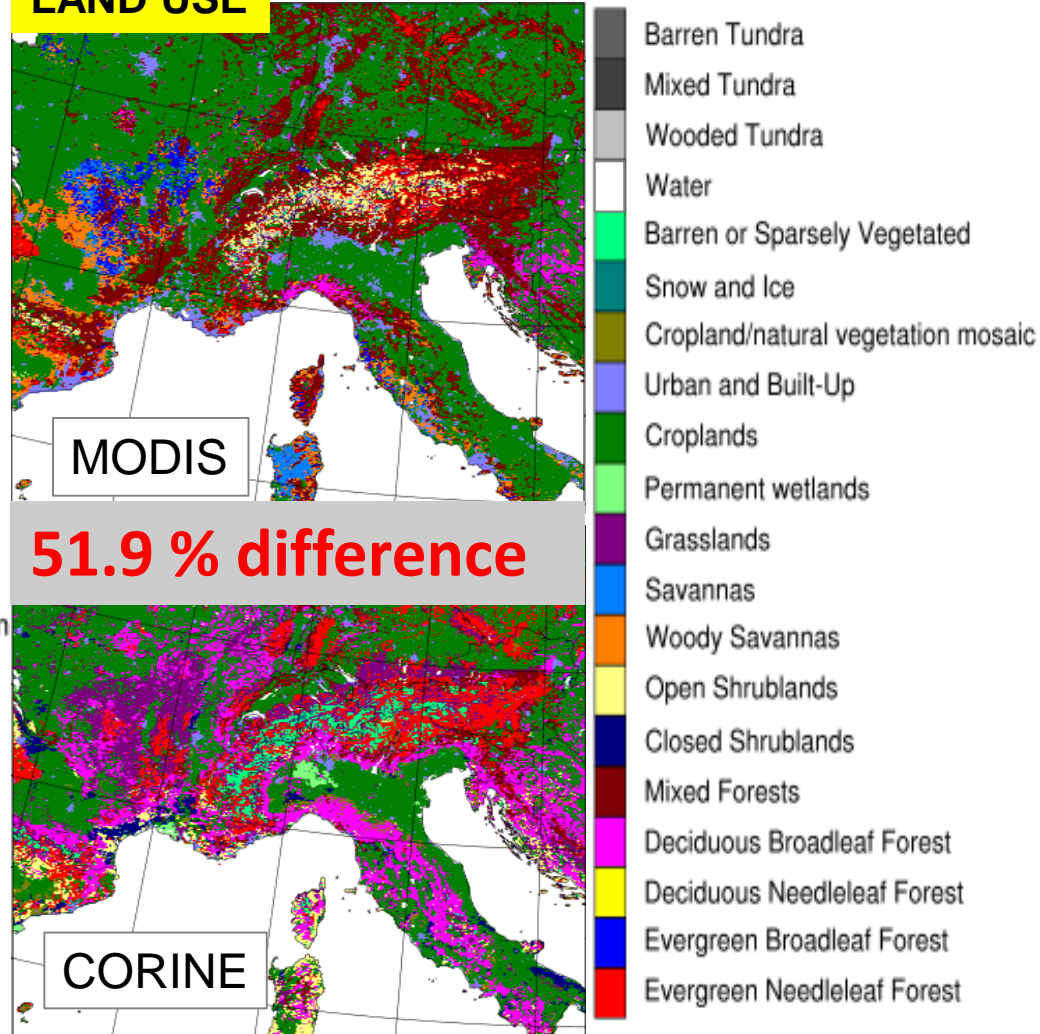 LAND USE
MODIS
51.9 % difference
CORINE
Barren Tundra
Mixed Tundra
Wooded Tundra
Water
Barren or Sparsely Vegetated
Snow and Ice
Cropland/natural vegetation mosaic
Urban and Built-Up
Croplands
Permanent wetlands
Grasslands
Savannas
Woody Savannas
Open Shrublands
Closed Shrublands
Mixed Forests
Deciduous Broadleaf Forest
Deciduous Needleleaf Forest
Evergreen Broadleaf Forest
Evergreen Needleleaf Forest